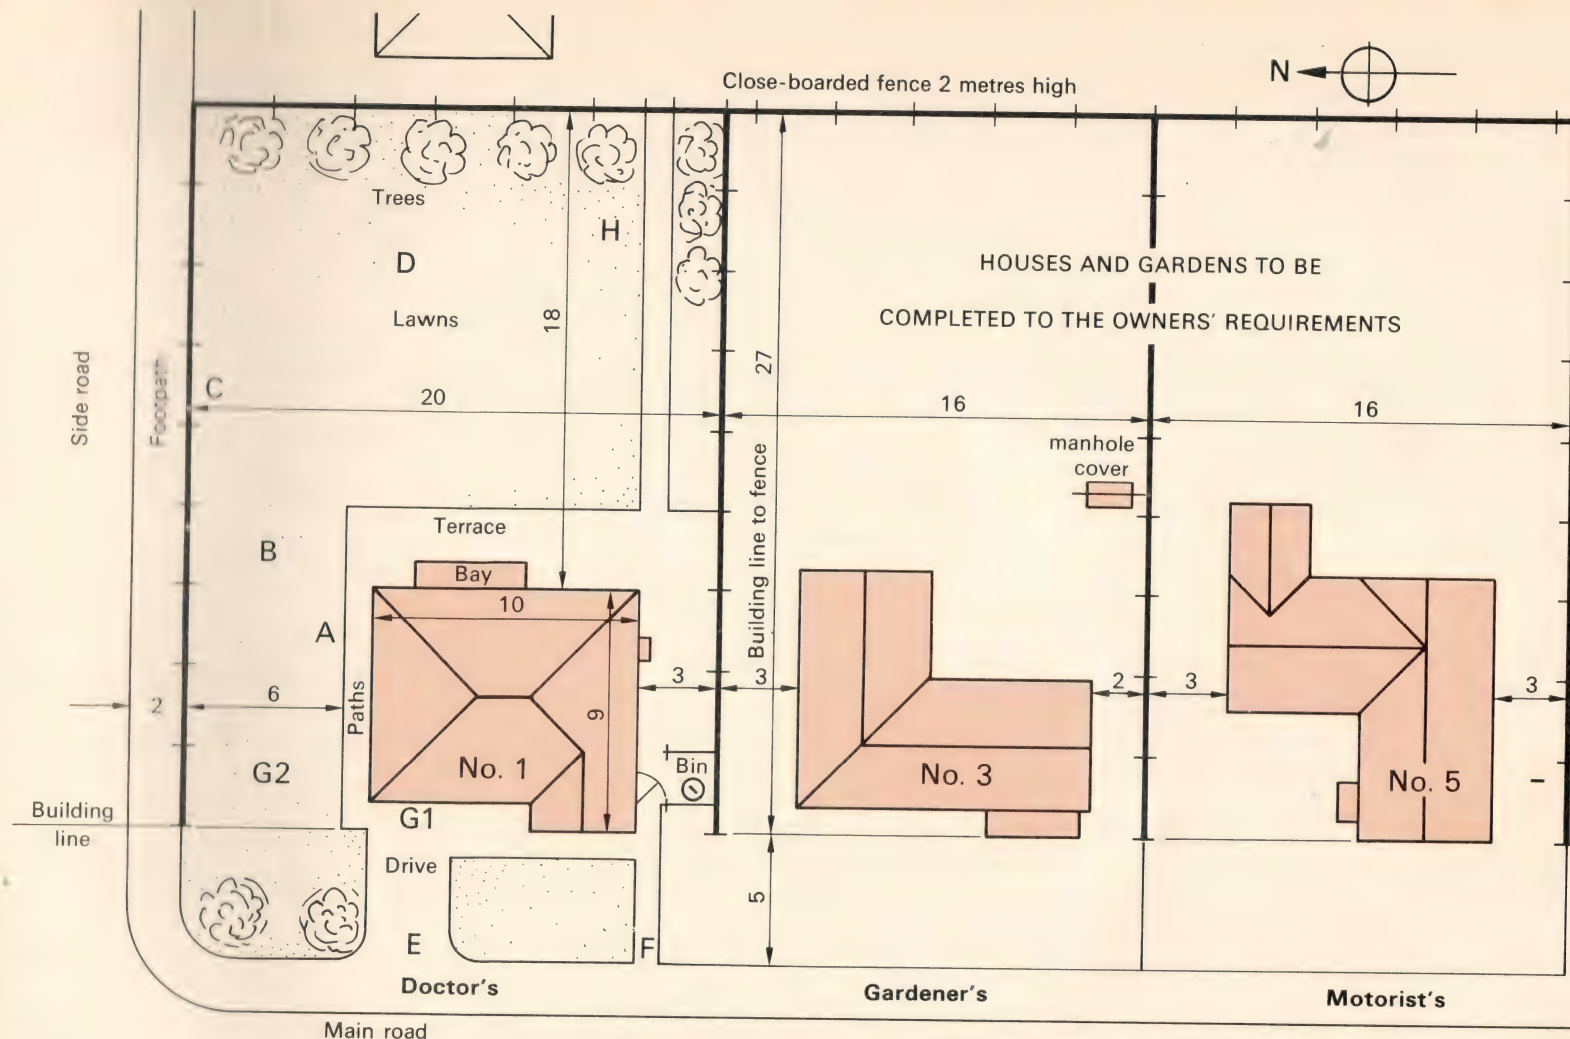 Close-boarded fence 2 metres high
N
Trees
H
D
Lawns
18
HOUSES AND GARDENS TO BE
COMPLETED TO THE OWNERS' REQUIREMENTS
27
Side road
Footpath
C
20
16
16
manhole
cover
Building line to fence
B
Terrace
Bay
10
A
Paths
9
2
6
3
3
2
3
3
G2
No. 1
Bin
No. 3
No. 5
Building
line
G1
Drive
5
E
F
Doctor's
Gardener's
Motorist's
Main road